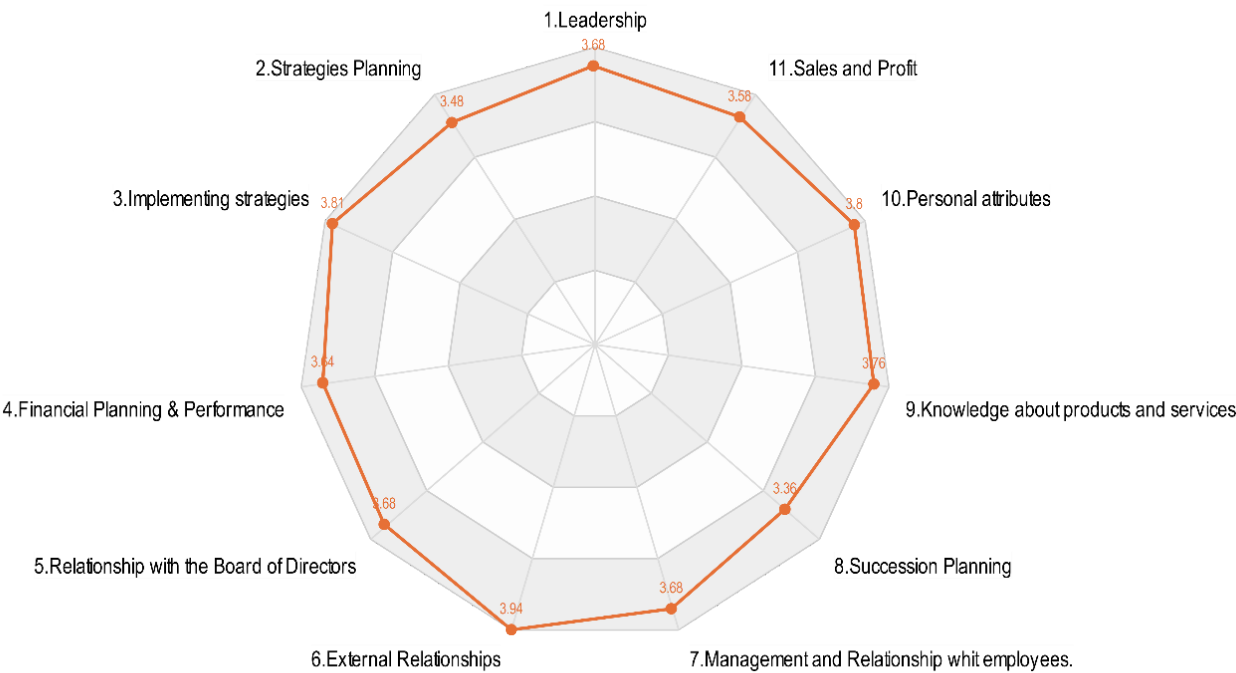 1.Leadership
3.68
2.Strategies Planning
3.48
3.Implementing strategies
3.81
4.Financial Planning & Performance
3.64
5.Relationship with the Board of Directors
3.68
6.External Relationships
3.94
7.Management and Relationship whit employees.
3.68
8.Succession Planning
3.36
9.Knowledge about products and services
3.76
10.Personal attributes
3.8
11.Sales and Profit
3.58